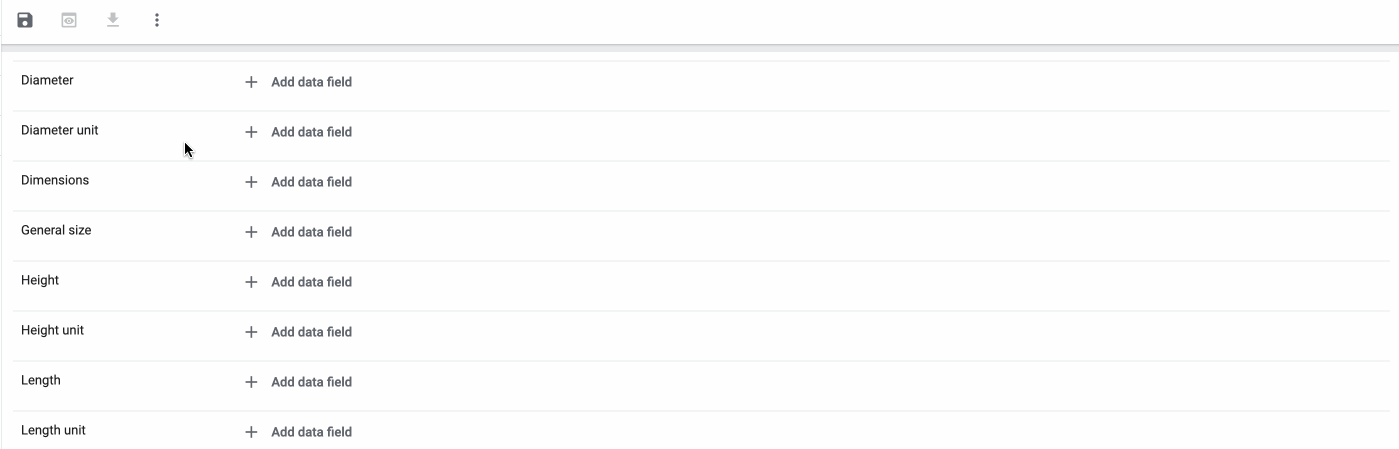 Diameter Add data field
Diameter unit Add data field
Dimensions Add data field
General size Add data field
Height Add data field
Height unit Add data field
Length Add data field
Length unit Add data field